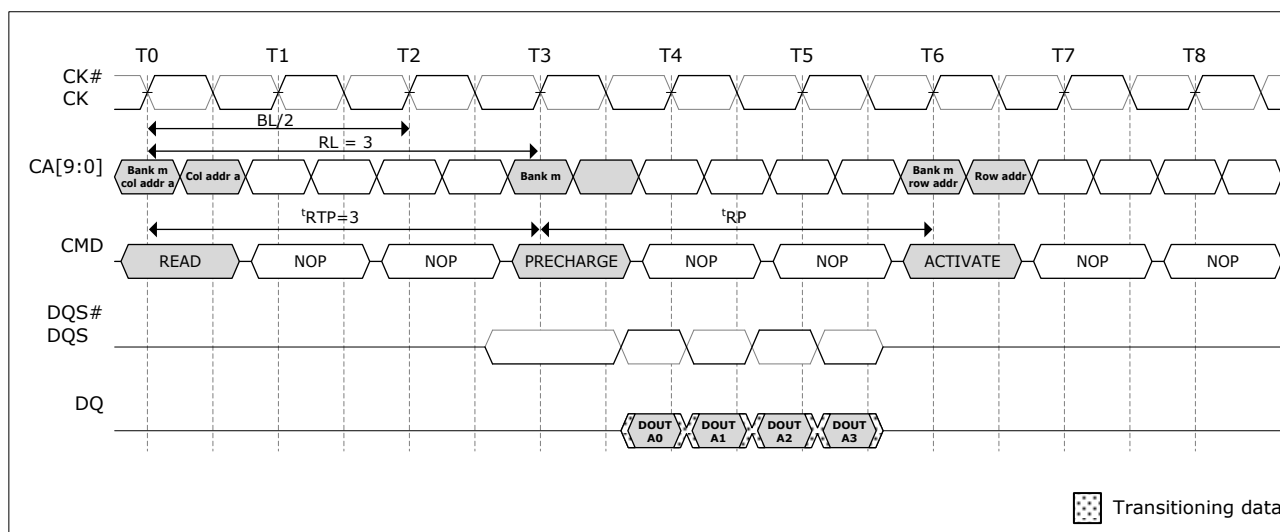 T0 T1 T2 T3 T4 T5 T6 T7 T8
CK#
CK
BL/2
RL = 3
CA[9:0]
Bank m
col addr a
Col addr a
Bank m
Bank m
row addr
Row addr
tRTP=3
tRP
CMD
READ NOP NOP PRECHARGE NOP NOP ACTIVATE NOP NOP
DQS#
DQS
DQ
DOUT
A0
DOUT
A1
DOUT
A2
DOUT
A3
Transitioning data